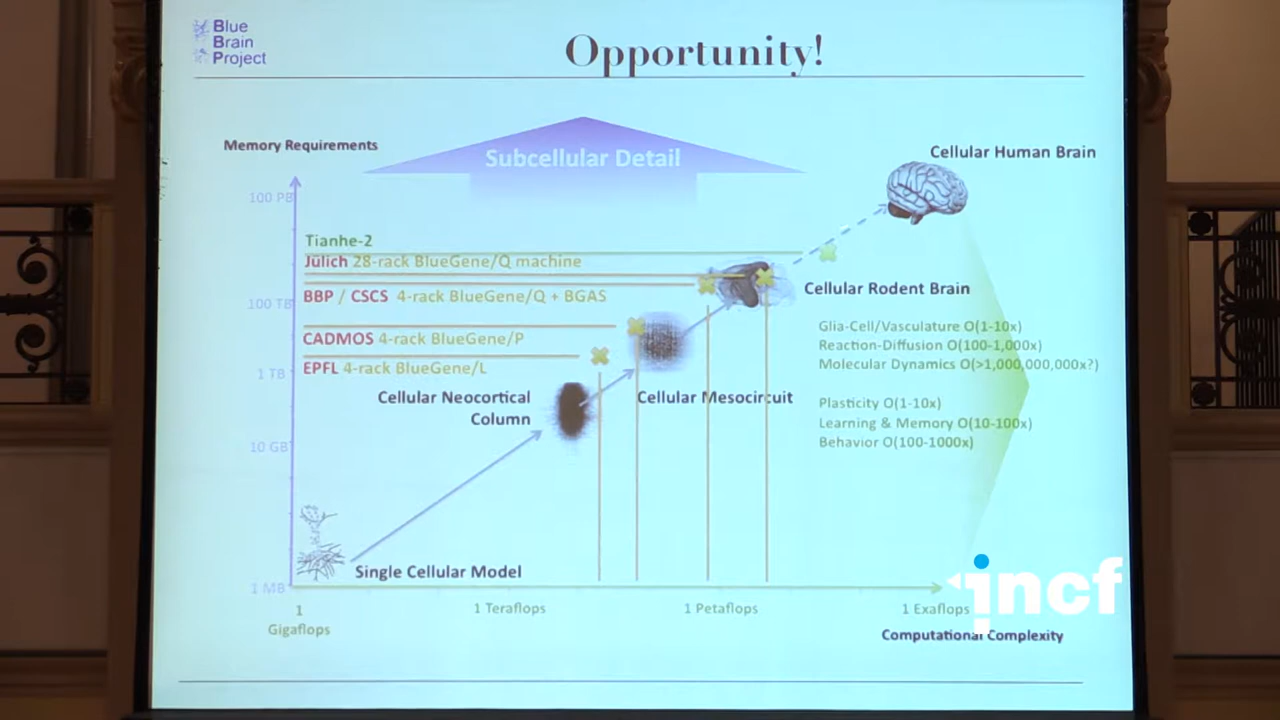 Blue
Brain
Project
Opportunity!
Memory Requirements
Subcellular Detail
Cellular Human Brain
100 PB
Tianhe-2
Jülich 28-rack BlueGene/Q machine
Cellular Rodent Brain
BBP / CSCS 4-rack BlueGene/Q + BGAS
100 TB
Glia-Cell/Vasculature O(1-10x)
CADMOS 4-rack BlueGene/P
Reaction-Diffusion O(100-1,000x)
Molecular Dynamics O(>1,000,000,000x?)
EPFL 4-rack BlueGene/L
1 TB
Cellular Neocortical
Column
Cellular Mesocircuit
Plasticity O(1-10x)
Learning & Memory O(10-100x)
Behavior O(100-1000x)
10 GB
Single Cellular Model
1 MB
incf
1
Gigaflops
1 Teraflops
1 Petaflops
1 Exaflops
Computational Complexity